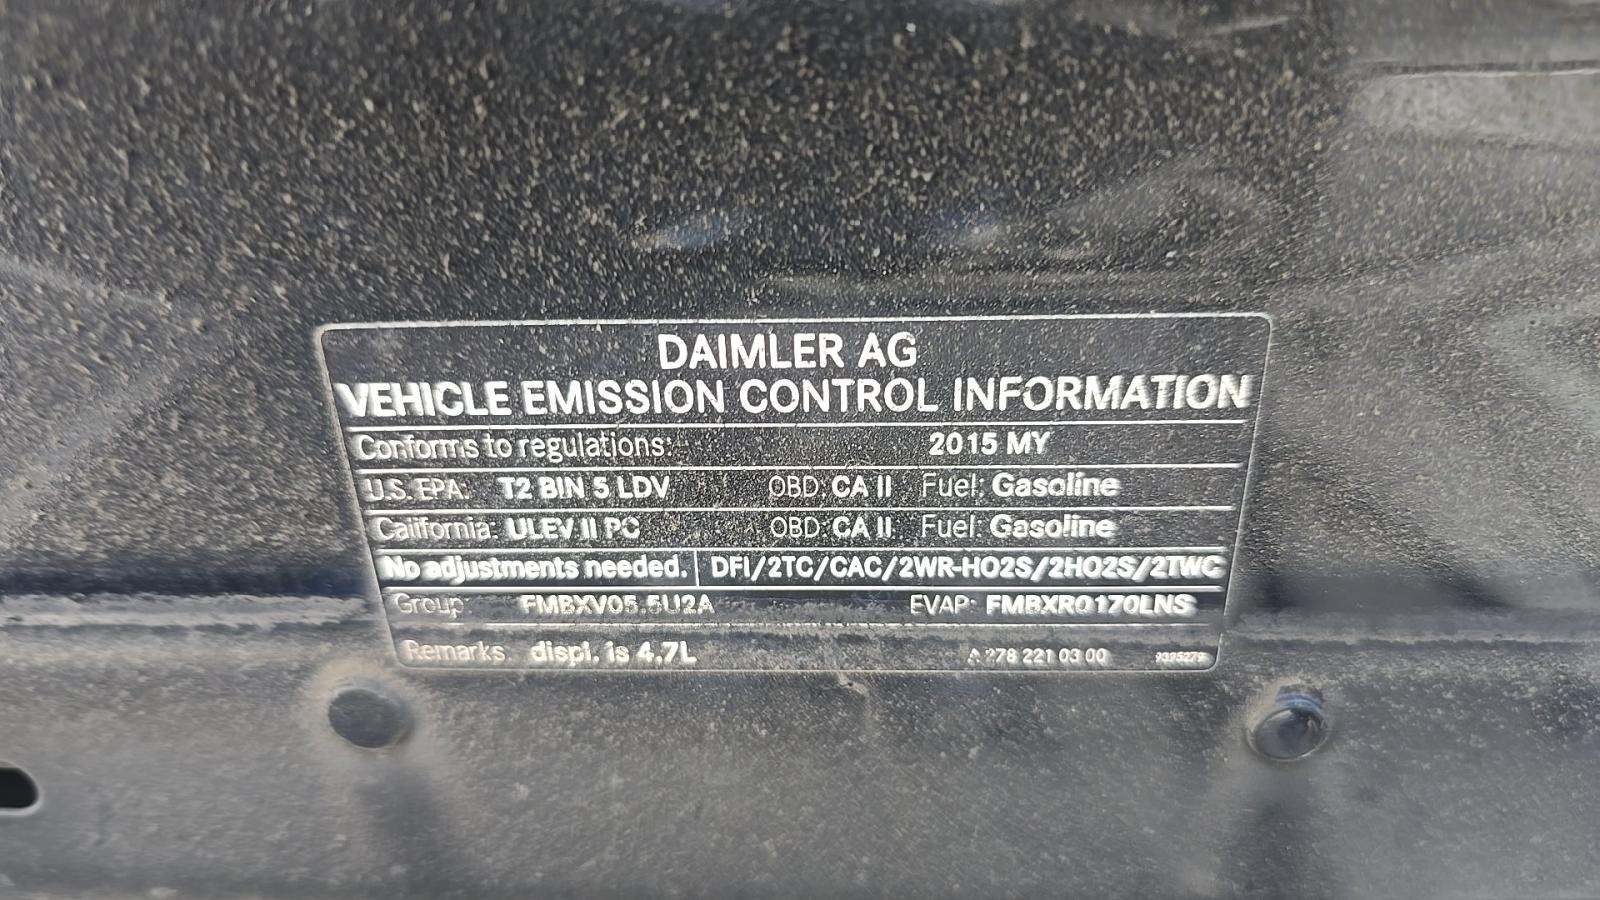 DAIMLER AG
VEHICLE EMISSION CONTROL INFORMATION
Conforms to regulations: 2015 MY
U.S. EPA: T2 BIN 5 LDV OBD: CA II Fuel: Gasoline
California: ULEV II PC OBD: CA II Fuel: Gasoline
No adjustments needed. DFI/2TC/CAC/2WR-HO2S/2HO2S/2TWC
Group: FMBXV05.5U2A EVAP: FMBXR0170LNS
Remarks displ. is 4.7L A 278 221 03 00 9395279